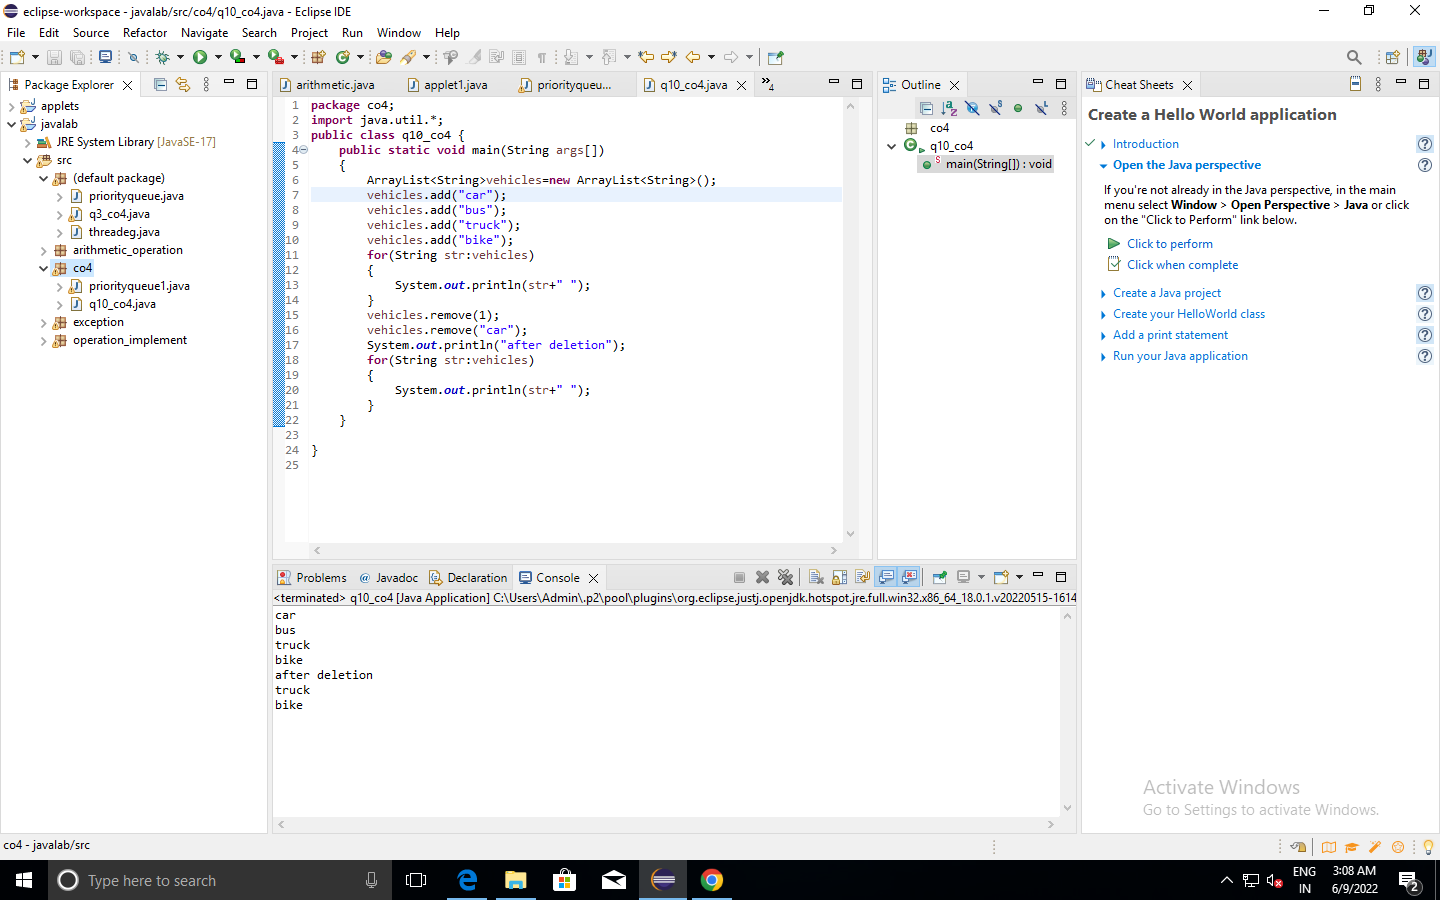 eclipse-workspace - javalab/src/co4/q10_co4.java - Eclipse IDE
File Edit Source Refactor Navigate Search Project Run Window Help
Package Explorer
applets
javalab
JRE System Library [JavaSE-17]
src
(default package)
priorityqueue.java
q3_co4.java
threadeg.java
arithmetic_operation
co4
priorityqueue1.java
q10_co4.java
exception
operation_implement
arithmetic.java applet1.java priorityqueu... q10_co4.java 4
1 package co4;
2 import java.util.*;
3 public class q10_co4 {
4 public static void main(String args[])
5 {
6 ArrayList<String>vehicles=new ArrayList<String>();
7 vehicles.add("car");
8 vehicles.add("bus");
9 vehicles.add("truck");
10 vehicles.add("bike");
11 for(String str:vehicles)
12 {
13 System.out.println(str+" ");
14 }
15 vehicles.remove(1);
16 vehicles.remove("car");
17 System.out.println("after deletion");
18 for(String str:vehicles)
19 {
20 System.out.println(str+" ");
21 }
22 }
23
24 }
25
Outline
co4
q10_co4
main(String[]) : void
Cheat Sheets
Create a Hello World application
Introduction
Open the Java perspective
If you're not already in the Java perspective, in the main
menu select Window > Open Perspective > Java or click
on the "Click to Perform" link below.
Click to perform
Click when complete
Create a Java project
Create your HelloWorld class
Add a print statement
Run your Java application
Problems Javadoc Declaration Console
<terminated> q10_co4 [Java Application] C:\Users\Admin\.p2\pool\plugins\org.eclipse.justj.openjdk.hotspot.jre.full.win32.x86_64_18.0.1.v20220515-1614
car
bus
truck
bike
after deletion
truck
bike
Activate Windows
Go to Settings to activate Windows.
co4 - javalab/src
Type here to search
ENG
IN
3:08 AM
6/9/2022
2